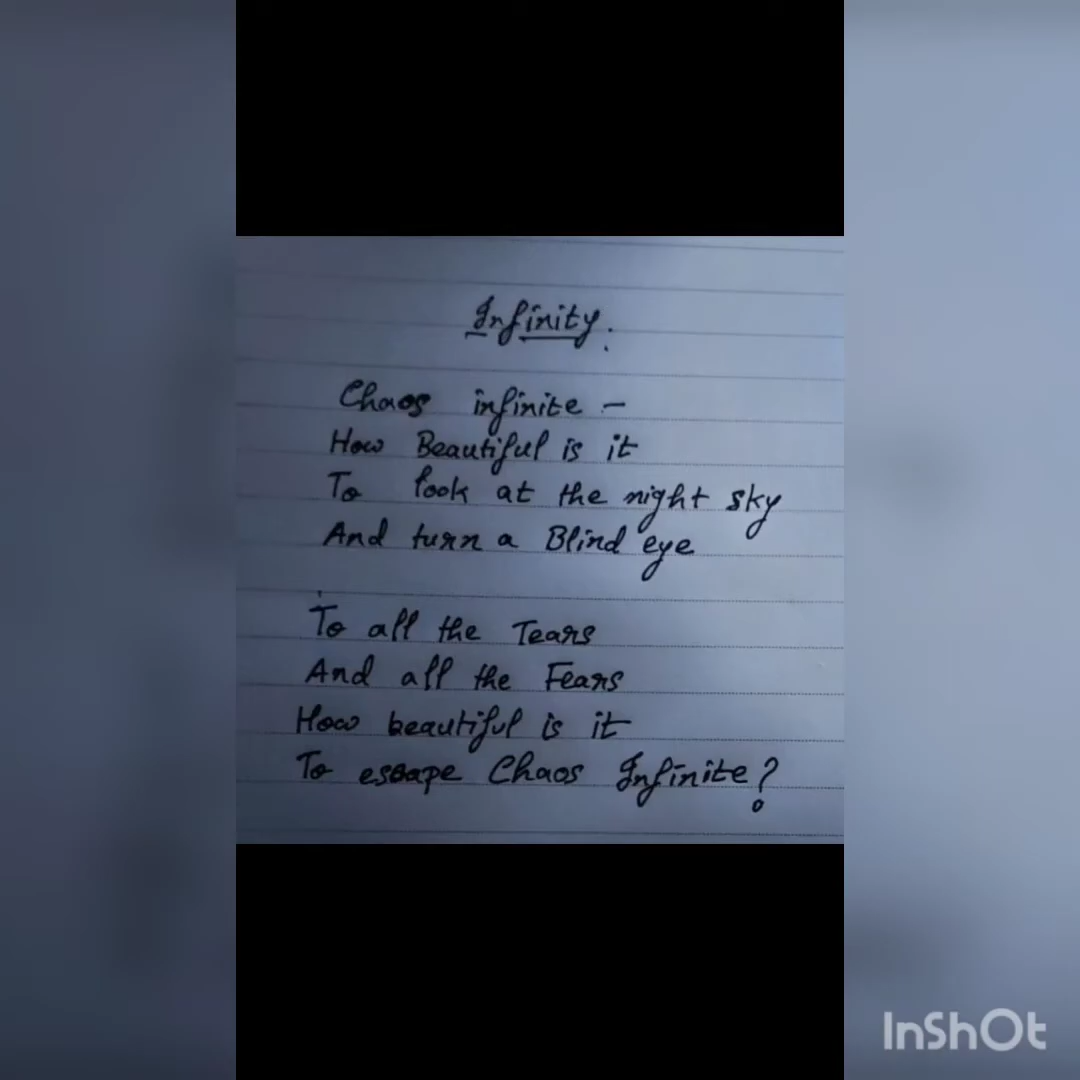 Infinity.
Chaos infinite –
How Beautiful is it
To look at the night sky
And turn a Blind eye
To all the Tears
And all the Fears
How beautiful is it
To escape Chaos Infinite?
InShOt